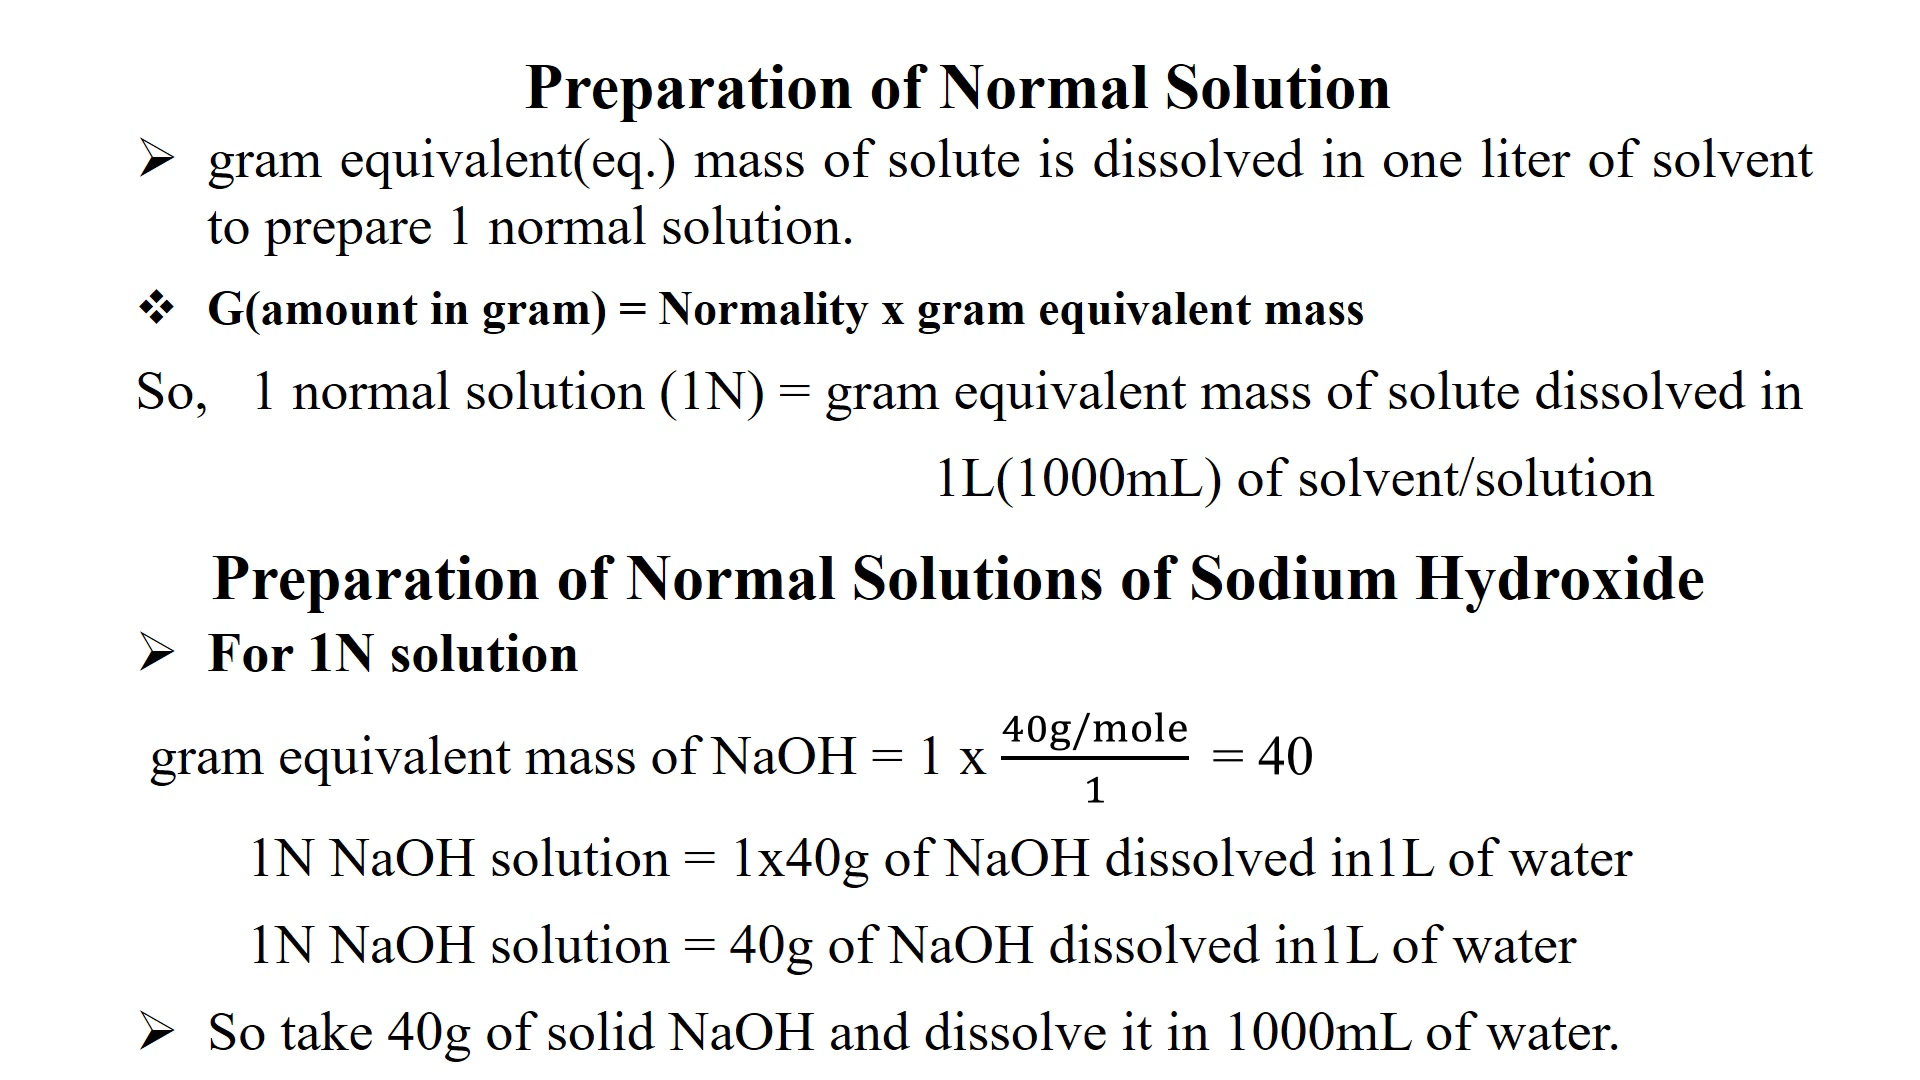 Preparation of Normal Solution
➢ gram equivalent(eq.) mass of solute is dissolved in one liter of solvent
to prepare 1 normal solution.
❖ G(amount in gram) = Normality x gram equivalent mass
So, 1 normal solution (1N) = gram equivalent mass of solute dissolved in
1L(1000mL) of solvent/solution
Preparation of Normal Solutions of Sodium Hydroxide
➢ For 1N solution
gram equivalent mass of NaOH = 1 x 40g/mole / 1 = 40
1N NaOH solution = 1x40g of NaOH dissolved in1L of water
1N NaOH solution = 40g of NaOH dissolved in1L of water
➢ So take 40g of solid NaOH and dissolve it in 1000mL of water.